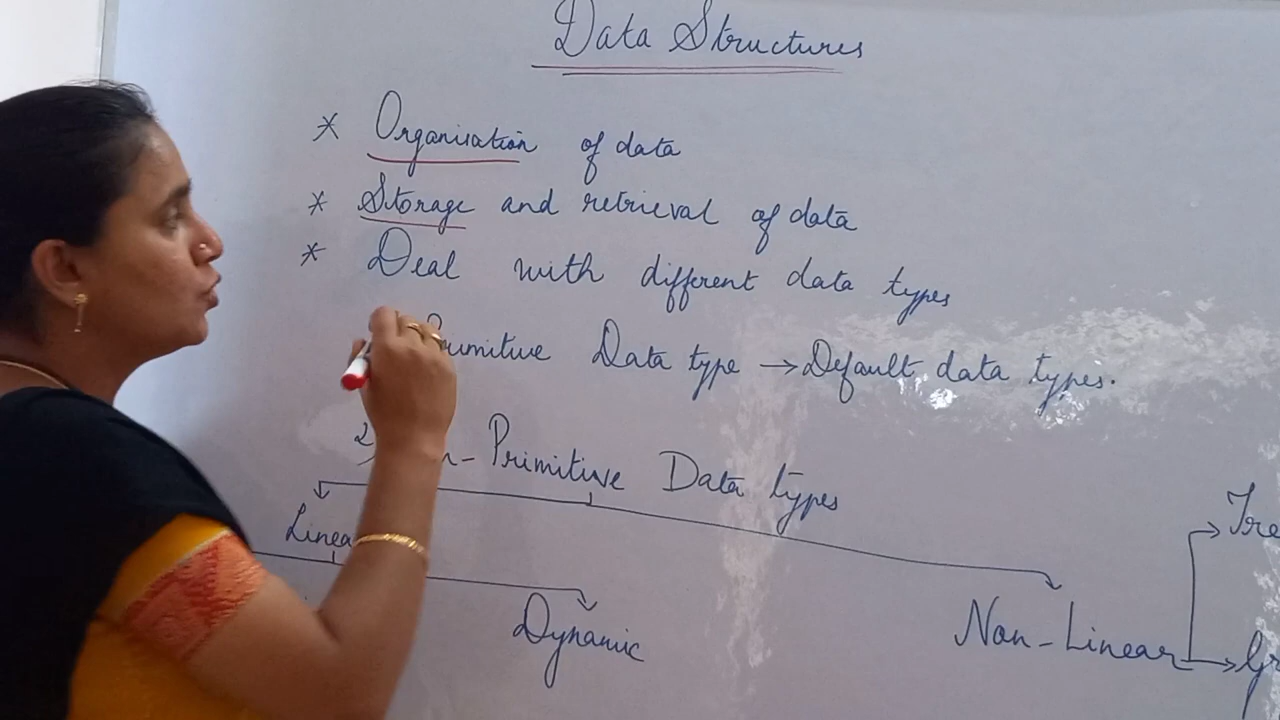 Data Structures
* Organisation of data
* Storage and retrieval of data
* Deal with different data types
Data type → Default data types.
2) Primitive Data types
Linear
Dynamic
Non-Linear